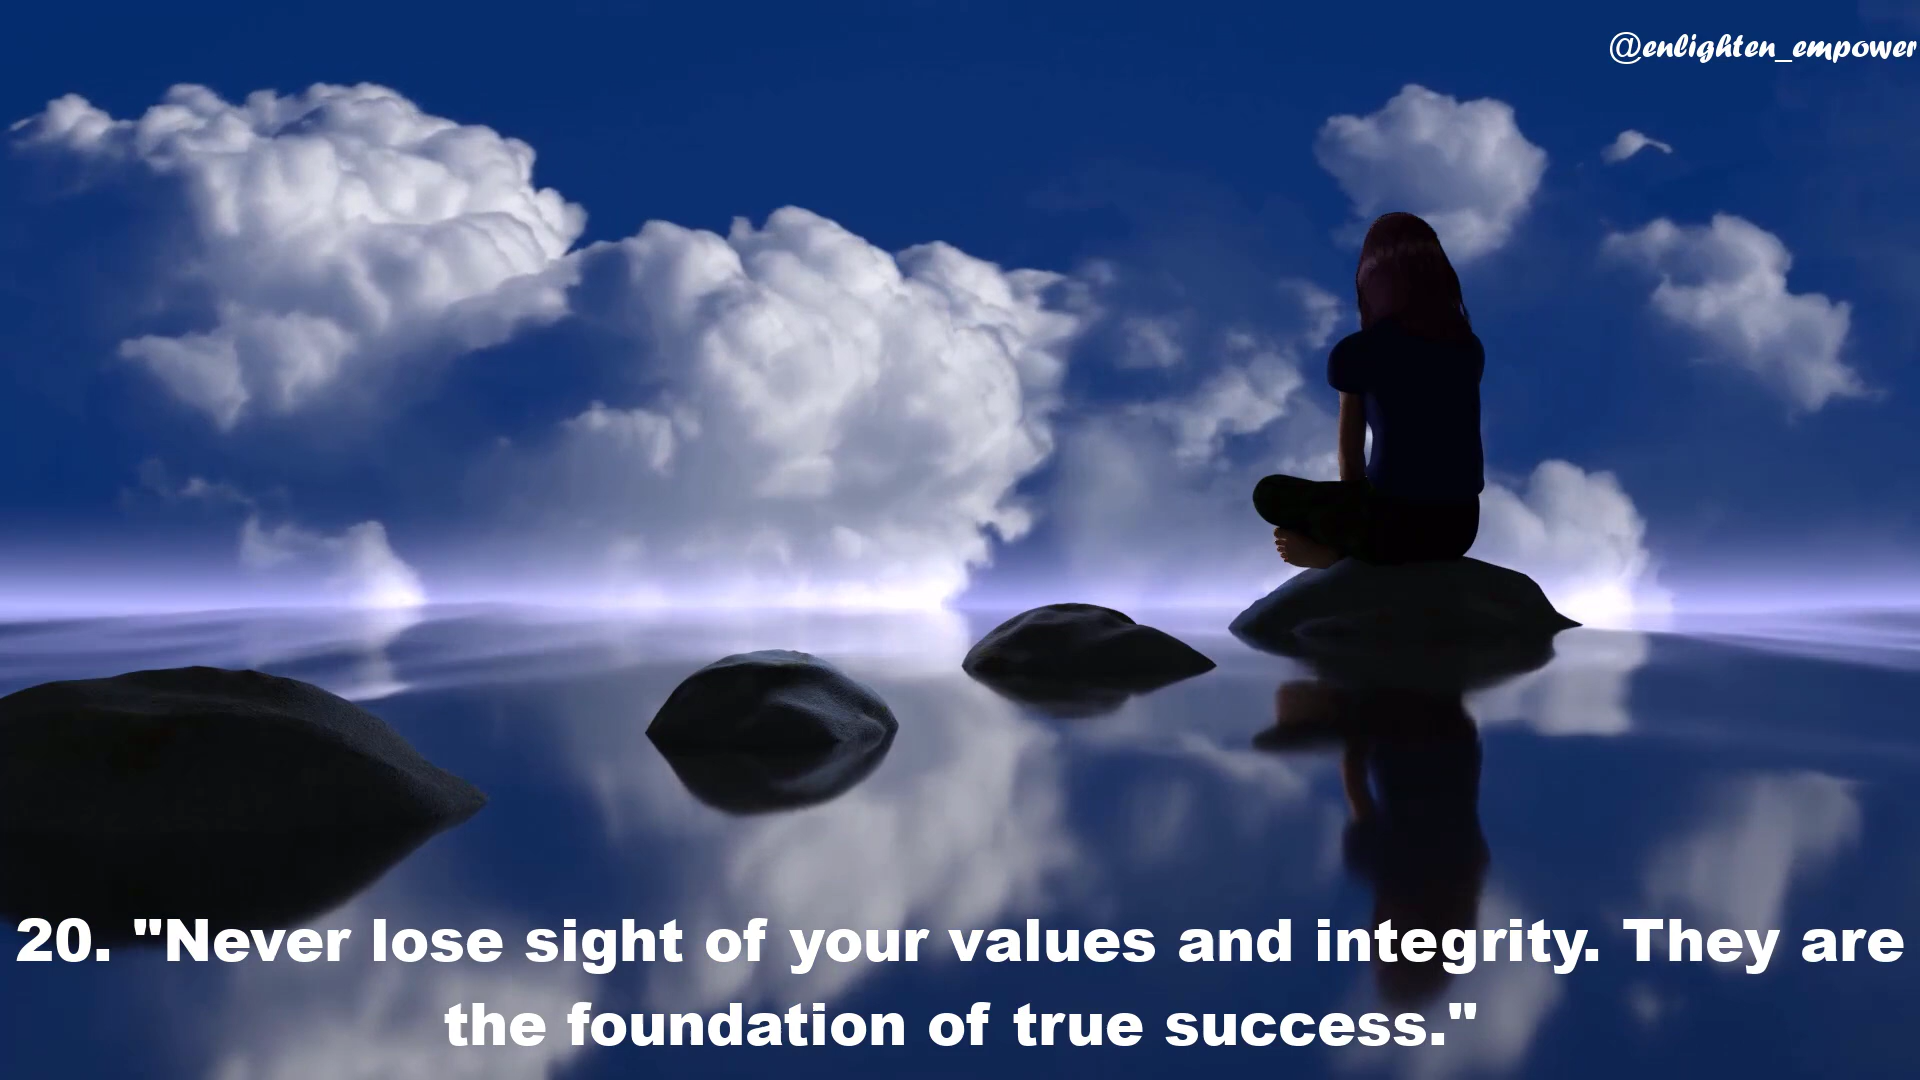 @enlighten_empower
20. "Never lose sight of your values and integrity. They are
the foundation of true success."